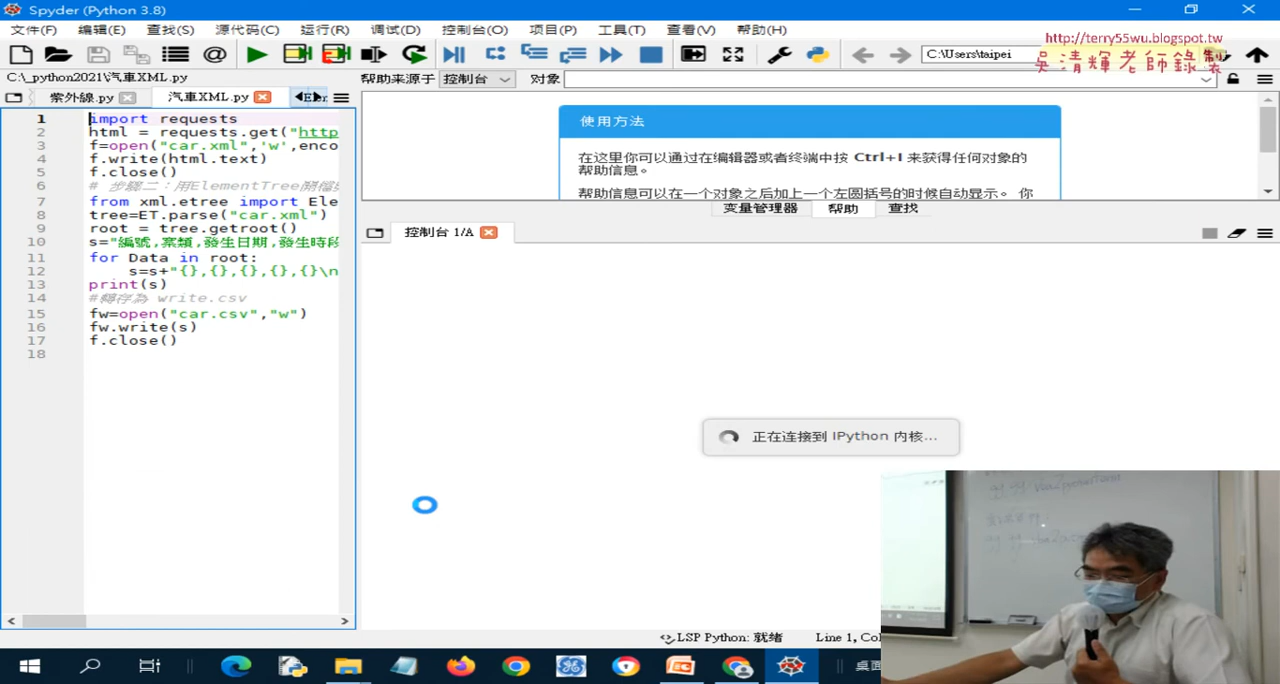 Spyder (Python 3.8)
文件(F) 编辑(E) 查找(S) 源代码(C) 运行(R) 调试(D) 控制台(O) 项目(P) 工具(T) 查看(V) 帮助(H)
http://terry55wu.blogspot.tw
C:\Users\taipei
吳清輝老師錄製
C:\_python2021\汽車XML.py
帮助来源于 控制台 对象
紫外線.py 汽車XML.py
1 import requests
2 html = requests.get("http
3 f=open("car.xml",'w',enco
4 f.write(html.text)
5 f.close()
6 # 步驟二:用ElementTree開檔
7 from xml.etree import Ele
8 tree=ET.parse("car.xml")
9 root = tree.getroot()
10 s="編號,案類,發生日期,發生時段
11 for Data in root:
12 s=s+"{},{},{},{},{}\n
13 print(s)
14 #轉存為 write.csv
15 fw=open("car.csv","w")
16 fw.write(s)
17 f.close()
18
使用方法
在这里你可以通过在编辑器或者终端中按 Ctrl+I 来获得任何对象的
帮助信息。
帮助信息可以在一个对象之后加上一个左圆括号的时候自动显示。 你
变量管理器 帮助 查找
控制台 1/A
正在连接到 IPython 内核...
LSP Python: 就绪 Line 1, Co
桌面